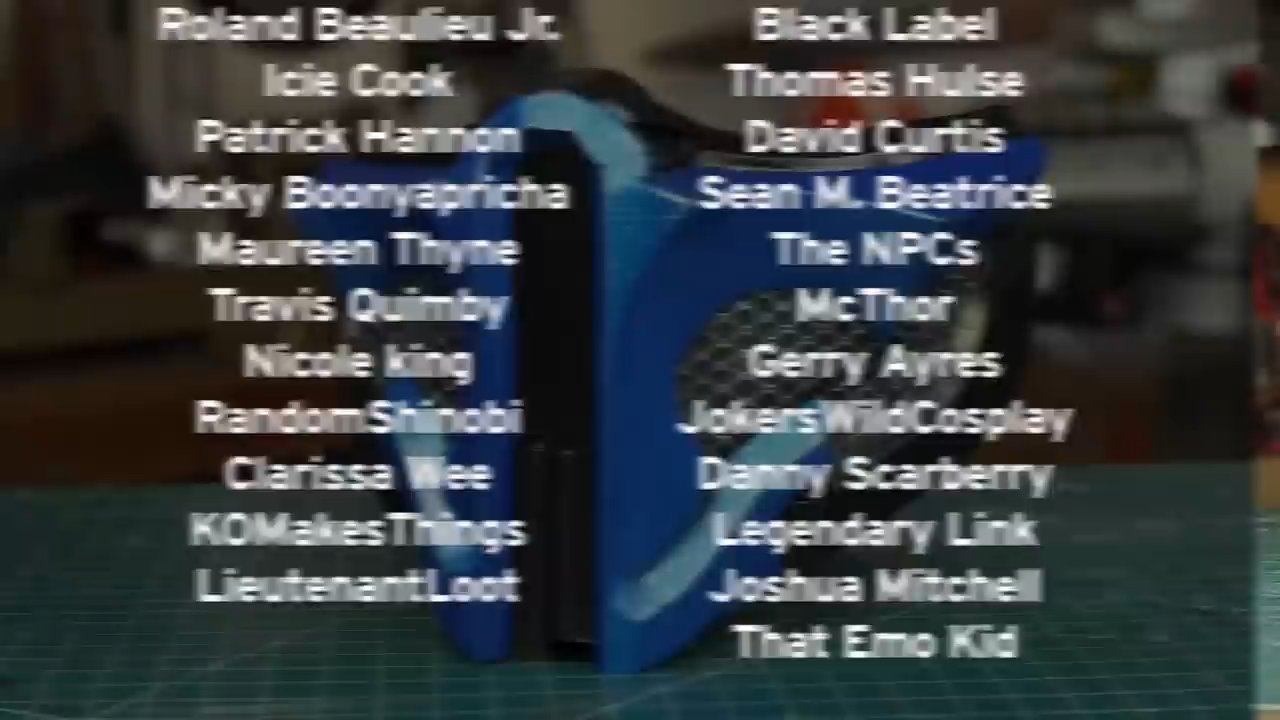 Roland Beaulieu Jr.
Icie Cook
Patrick Hannon
Micky Boonyapricha
Maureen Thyne
Travis Quimby
Nicole king
RandomShinobi
Clarissa Wee
KOMakesThings
LieutenantLoot
Black Label
Thomas Hulse
David Curtis
Sean M. Beatrice
The NPCs
McThor
Gerry Ayres
JokersWildCosplay
Danny Scarberry
Legendary Link
Joshua Mitchell
That Emo Kid